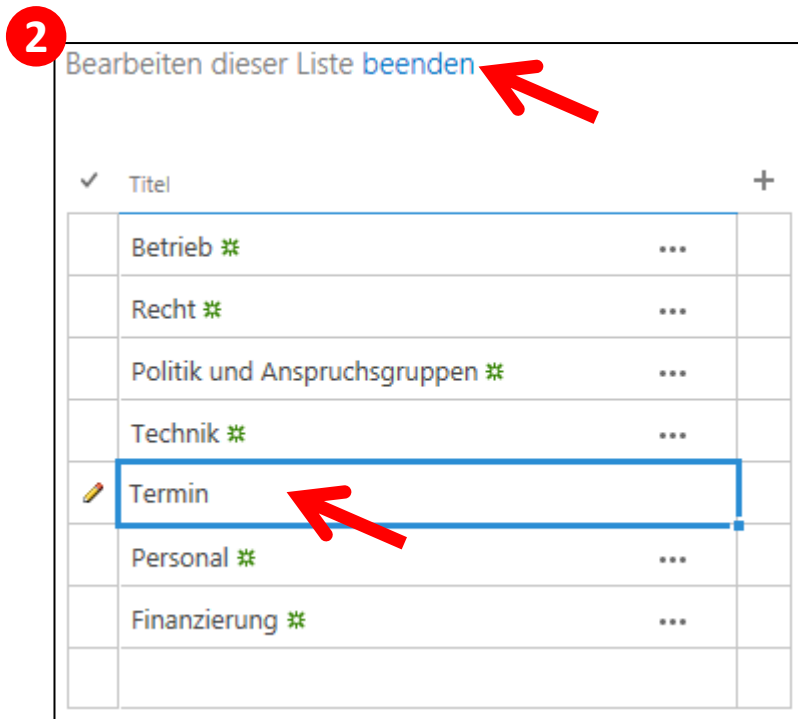 2
Bearbeiten dieser Liste beenden
Titel
Betrieb
Recht
Politik und Anspruchsgruppen
Technik
Termin
Personal
Finanzierung